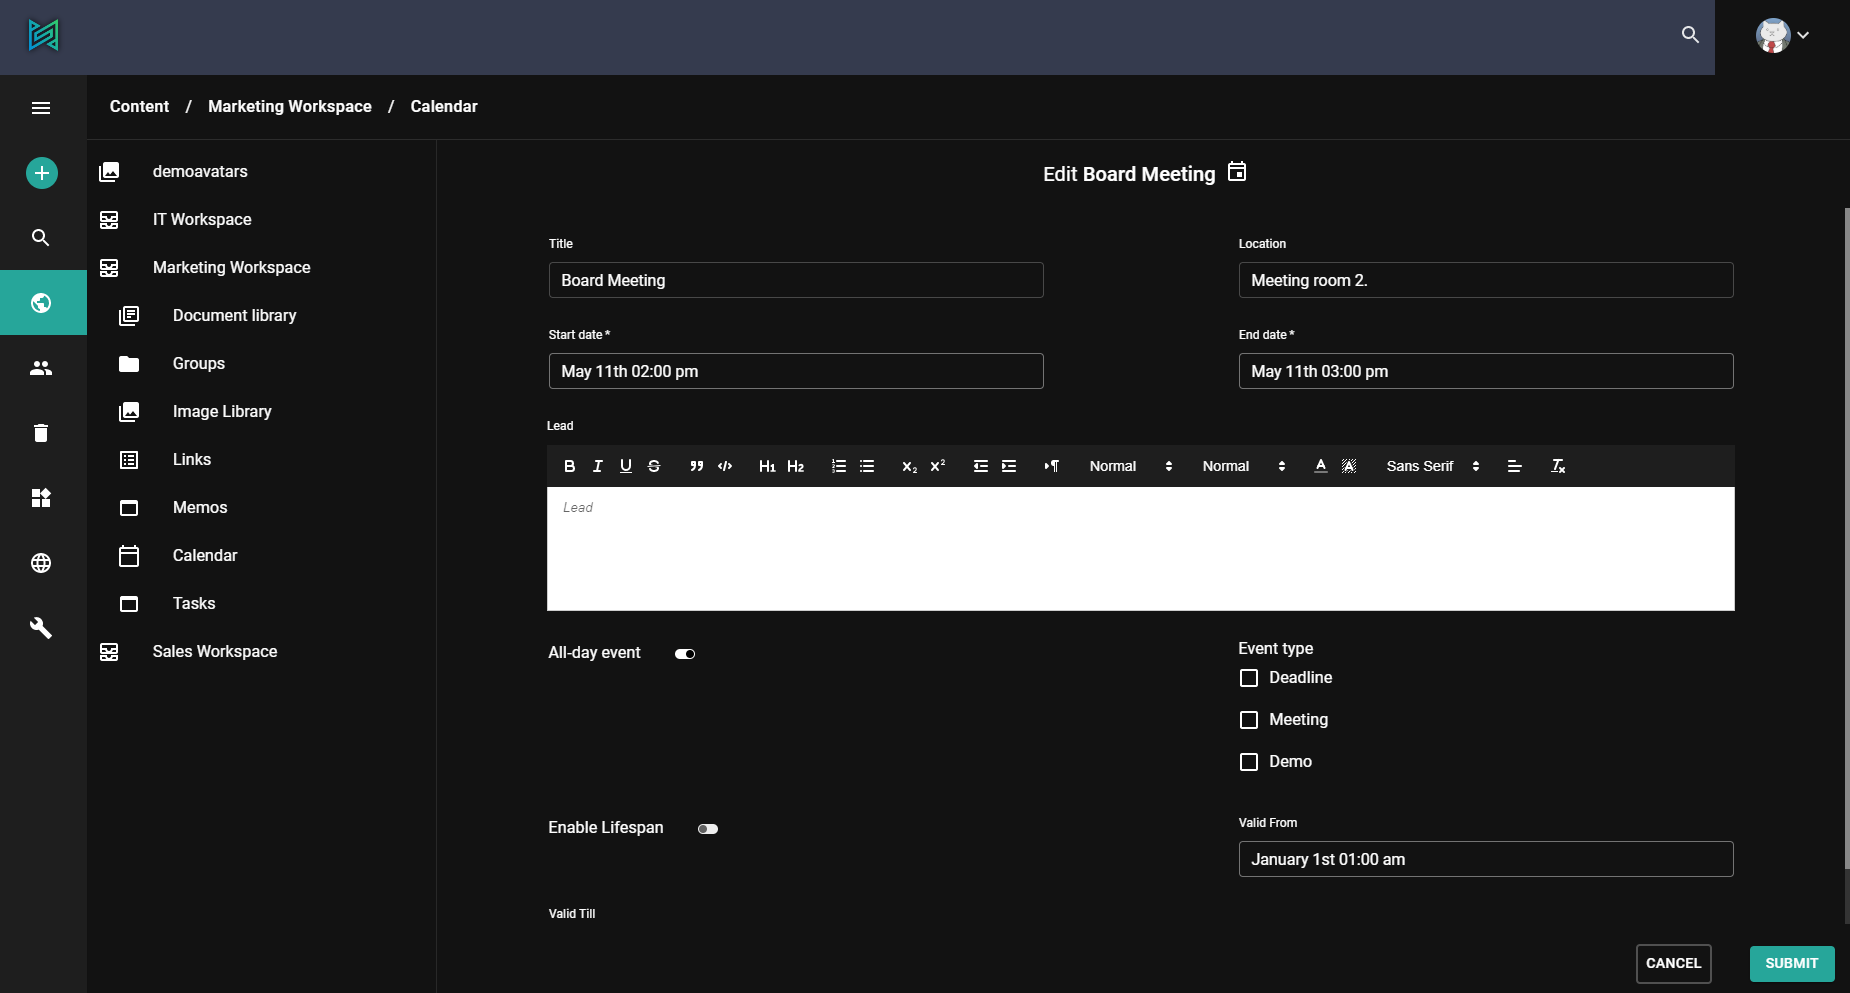 Content / Marketing Workspace / Calendar
demoavatars
IT Workspace
Marketing Workspace
Document library
Groups
Image Library
Links
Memos
Calendar
Tasks
Sales Workspace
Edit Board Meeting
Title
Board Meeting
Location
Meeting room 2.
Start date *
May 11th 02:00 pm
End date *
May 11th 03:00 pm
Lead
B I U S H1 H2 x2 x² Normal Normal A A Sans Serif Tx
Lead
All-day event
Event type
Deadline
Meeting
Demo
Enable Lifespan
Valid From
January 1st 01:00 am
Valid Till
CANCEL SUBMIT